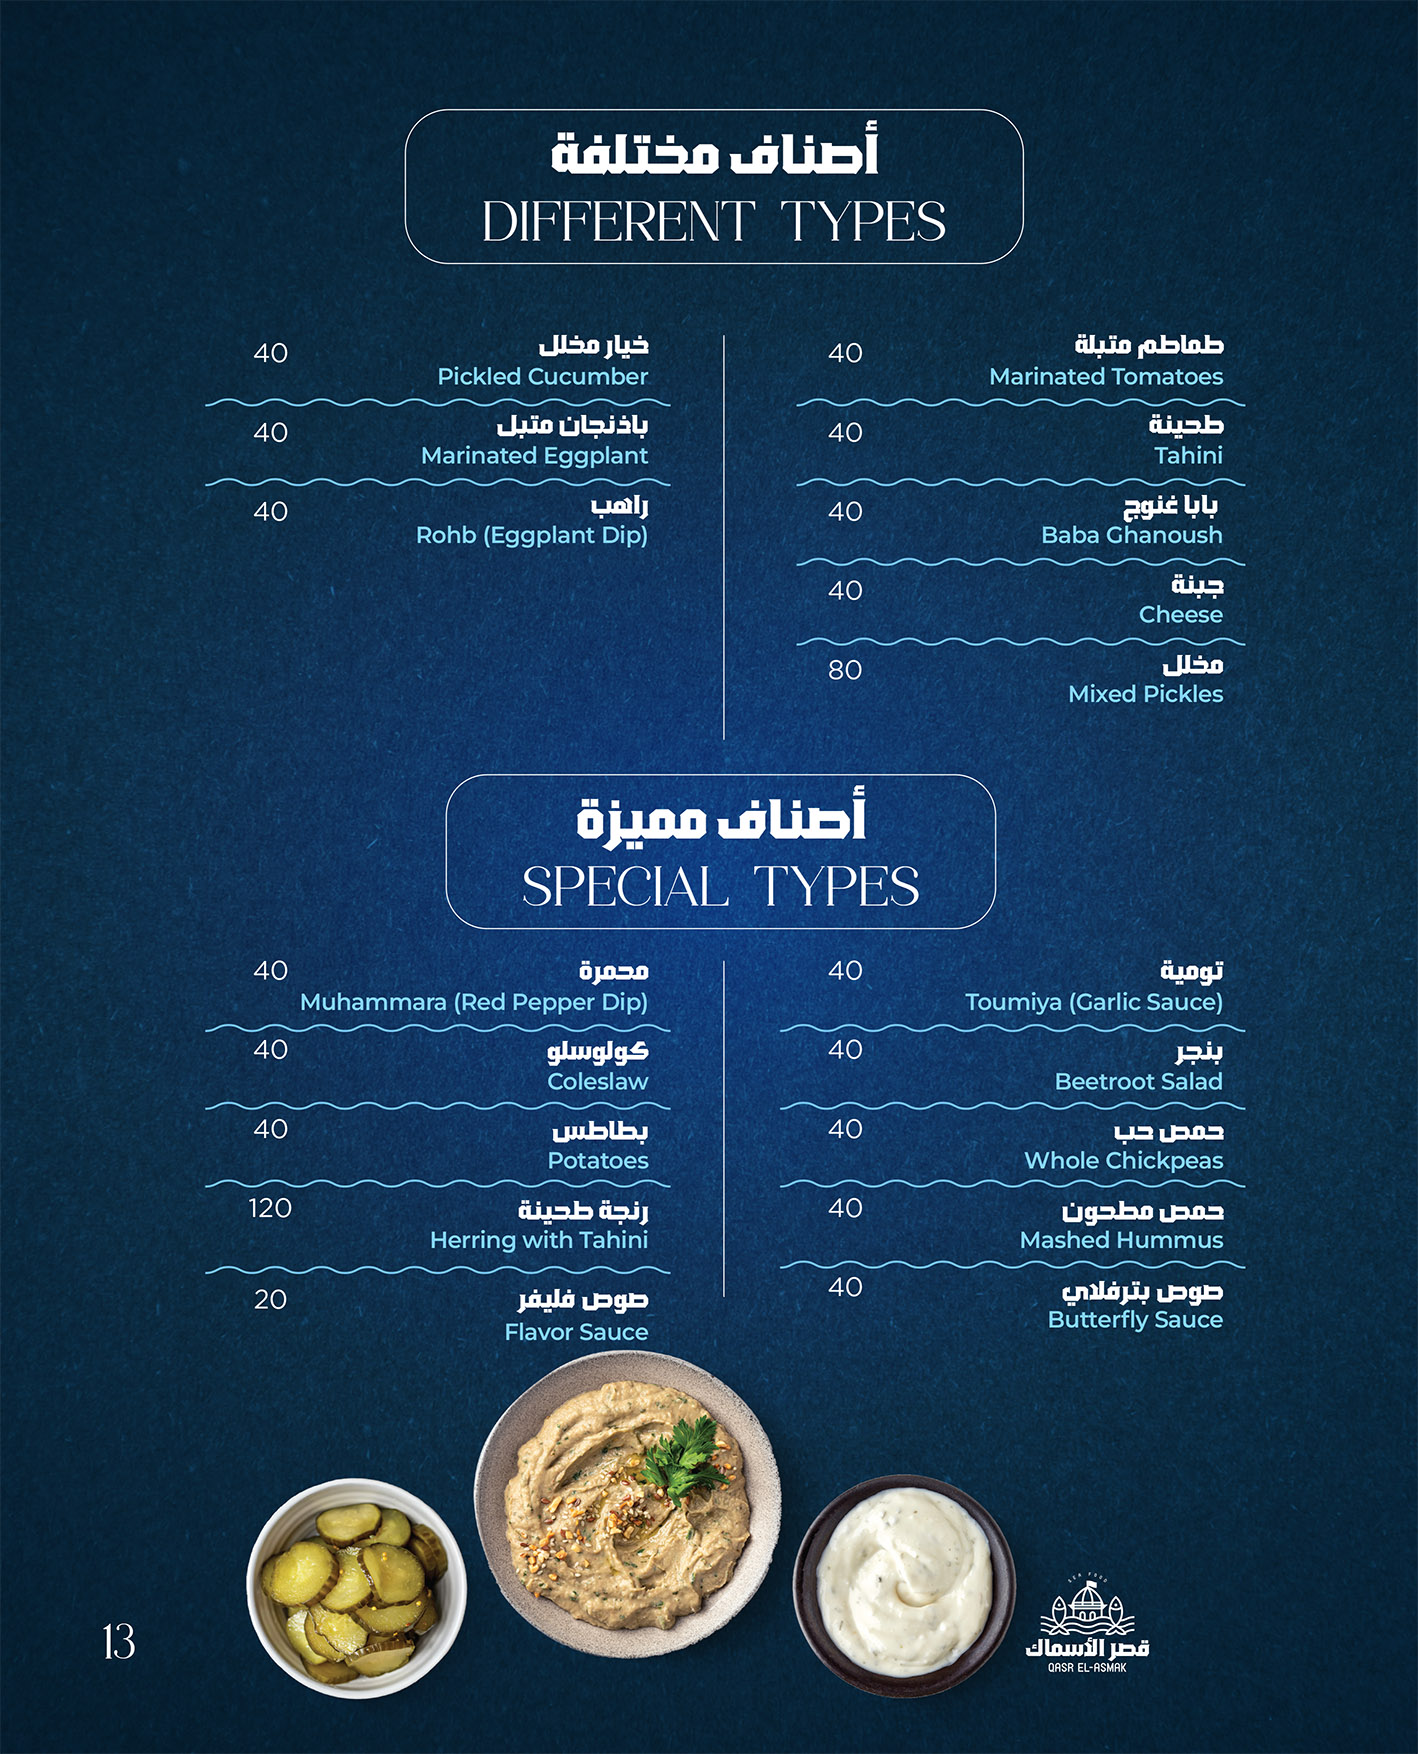 أصناف مختلفة
DIFFERENT TYPES
طماطم متبلة 40
Marinated Tomatoes
طحينة 40
Tahini
بابا غنوج 40
Baba Ghanoush
جبنة 40
Cheese
مخلل 80
Mixed Pickles
خيار مخلل 40
Pickled Cucumber
باذنجان متبل 40
Marinated Eggplant
راهب 40
Rohb (Eggplant Dip)
أصناف مميزة
SPECIAL TYPES
تومية 40
Toumiya (Garlic Sauce)
بنجر 40
Beetroot Salad
حمص حب 40
Whole Chickpeas
حمص مطحون 40
Mashed Hummus
صوص بترفلاي 40
Butterfly Sauce
محمرة 40
Muhammara (Red Pepper Dip)
كولوسلو 40
Coleslaw
بطاطس 40
Potatoes
رنجة طحينة 120
Herring with Tahini
صوص فليفر 20
Flavor Sauce
SEA FOOD
قصر الأسماك
QASR EL-ASMAK
13